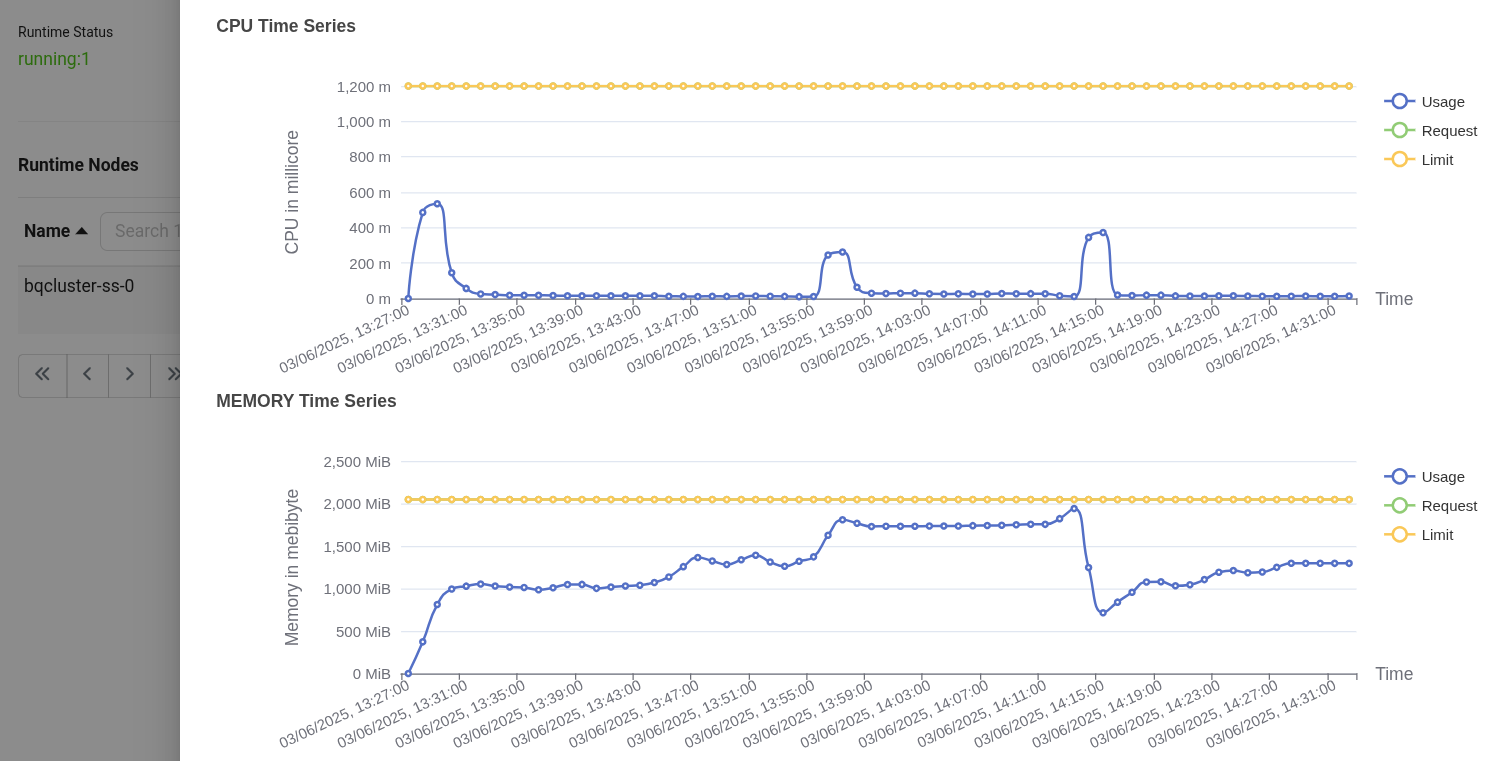 Runtime Status
running:1
Runtime Nodes
Name
Search 1
bqcluster-ss-0
CPU Time Series
CPU in millicore
1,200 m
1,000 m
800 m
600 m
400 m
200 m
0 m
03/06/2025, 13:27:00
03/06/2025, 13:31:00
03/06/2025, 13:35:00
03/06/2025, 13:39:00
03/06/2025, 13:43:00
03/06/2025, 13:47:00
03/06/2025, 13:51:00
03/06/2025, 13:55:00
03/06/2025, 13:59:00
03/06/2025, 14:03:00
03/06/2025, 14:07:00
03/06/2025, 14:11:00
03/06/2025, 14:15:00
03/06/2025, 14:19:00
03/06/2025, 14:23:00
03/06/2025, 14:27:00
03/06/2025, 14:31:00
Time
Usage
Request
Limit
MEMORY Time Series
Memory in mebibyte
2,500 MiB
2,000 MiB
1,500 MiB
1,000 MiB
500 MiB
0 MiB
03/06/2025, 13:27:00
03/06/2025, 13:31:00
03/06/2025, 13:35:00
03/06/2025, 13:39:00
03/06/2025, 13:43:00
03/06/2025, 13:47:00
03/06/2025, 13:51:00
03/06/2025, 13:55:00
03/06/2025, 13:59:00
03/06/2025, 14:03:00
03/06/2025, 14:07:00
03/06/2025, 14:11:00
03/06/2025, 14:15:00
03/06/2025, 14:19:00
03/06/2025, 14:23:00
03/06/2025, 14:27:00
03/06/2025, 14:31:00
Time
Usage
Request
Limit